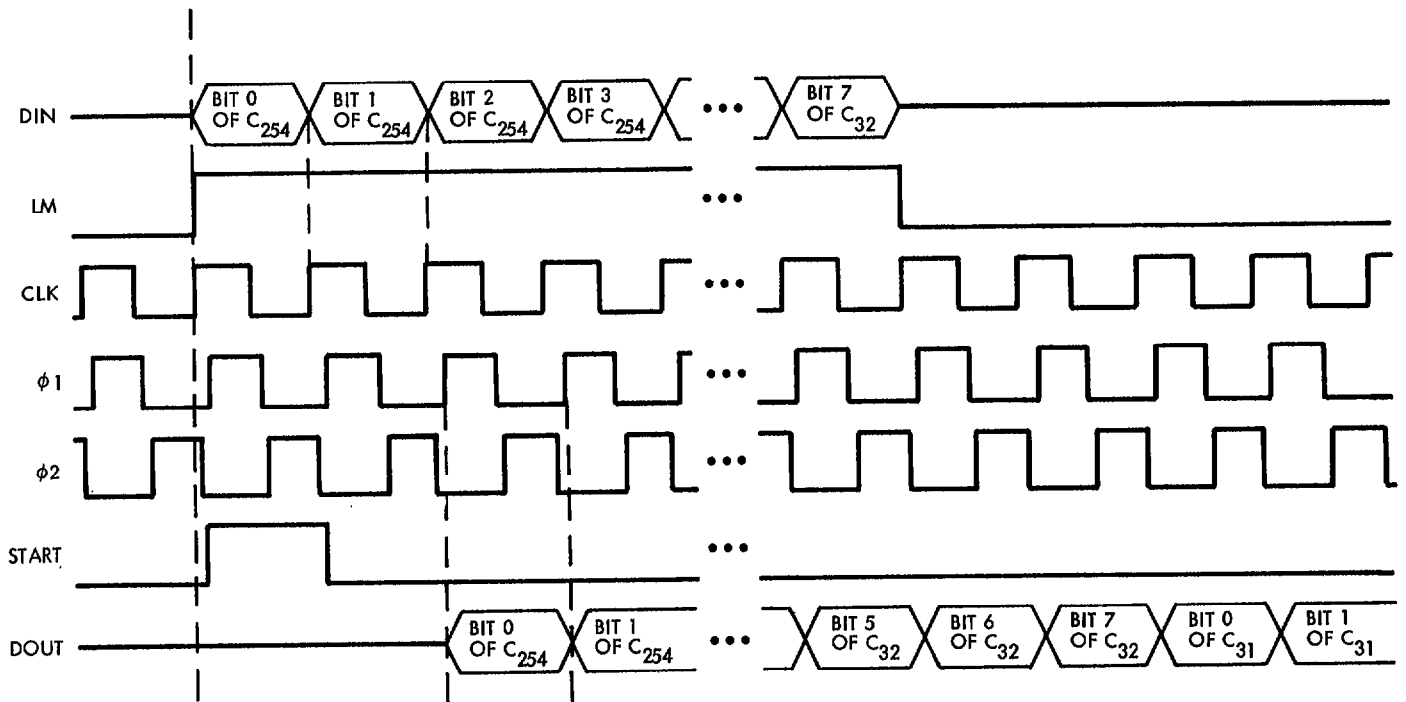 DIN
BIT 0
OF C254
BIT 1
OF C254
BIT 2
OF C254
BIT 3
OF C254
•••
BIT 7
OF C32
LM
•••
CLK
•••
ϕ1
•••
ϕ2
•••
START
•••
DOUT
BIT 0
OF C254
BIT 1
OF C254
•••
BIT 5
OF C32
BIT 6
OF C32
BIT 7
OF C32
BIT 0
OF C31
BIT 1
OF C31